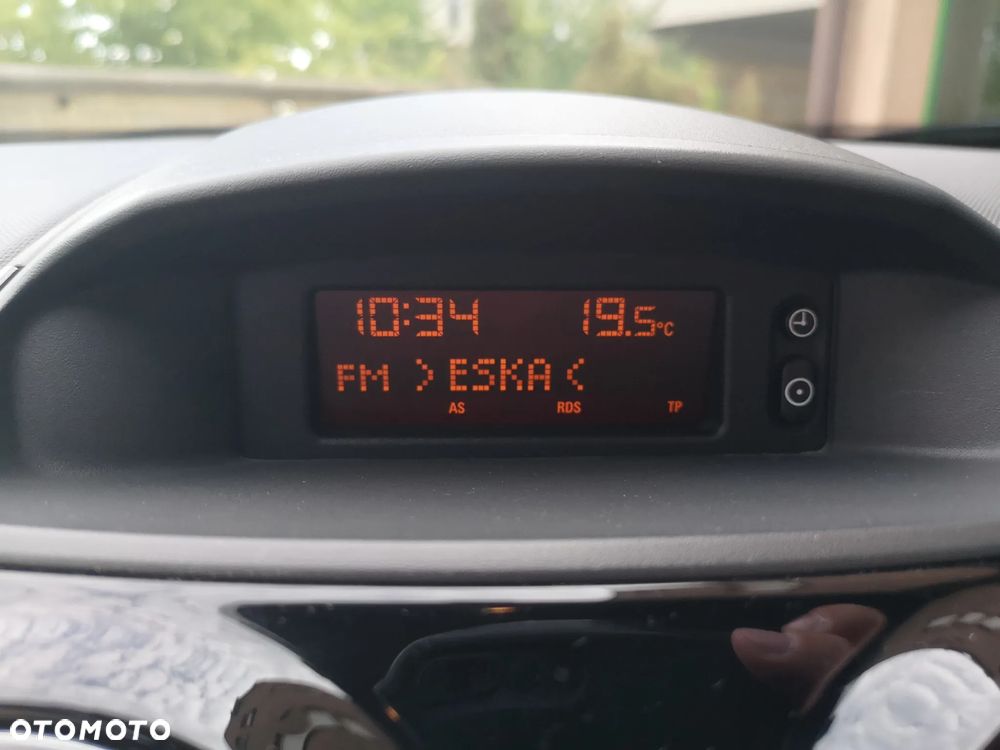 10:34 19.5°C
FM > ESKA <
AS RDS TP
OTOMOTO